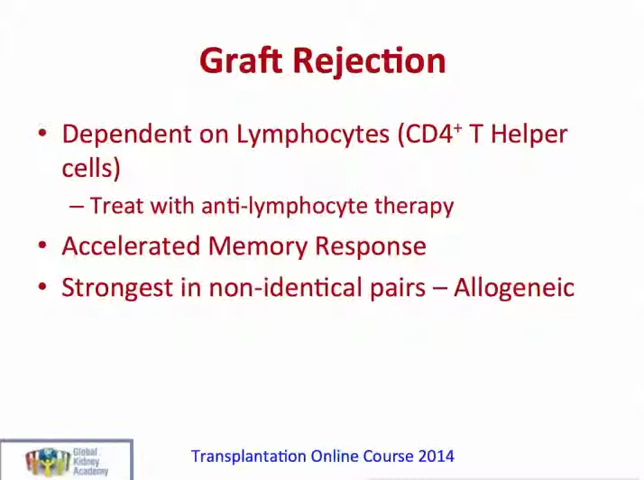 Graft Rejection
• Dependent on Lymphocytes (CD4⁺ T Helper
cells)
– Treat with anti-lymphocyte therapy
• Accelerated Memory Response
• Strongest in non-identical pairs – Allogeneic
Global
Kidney
Academy
Transplantation Online Course 2014